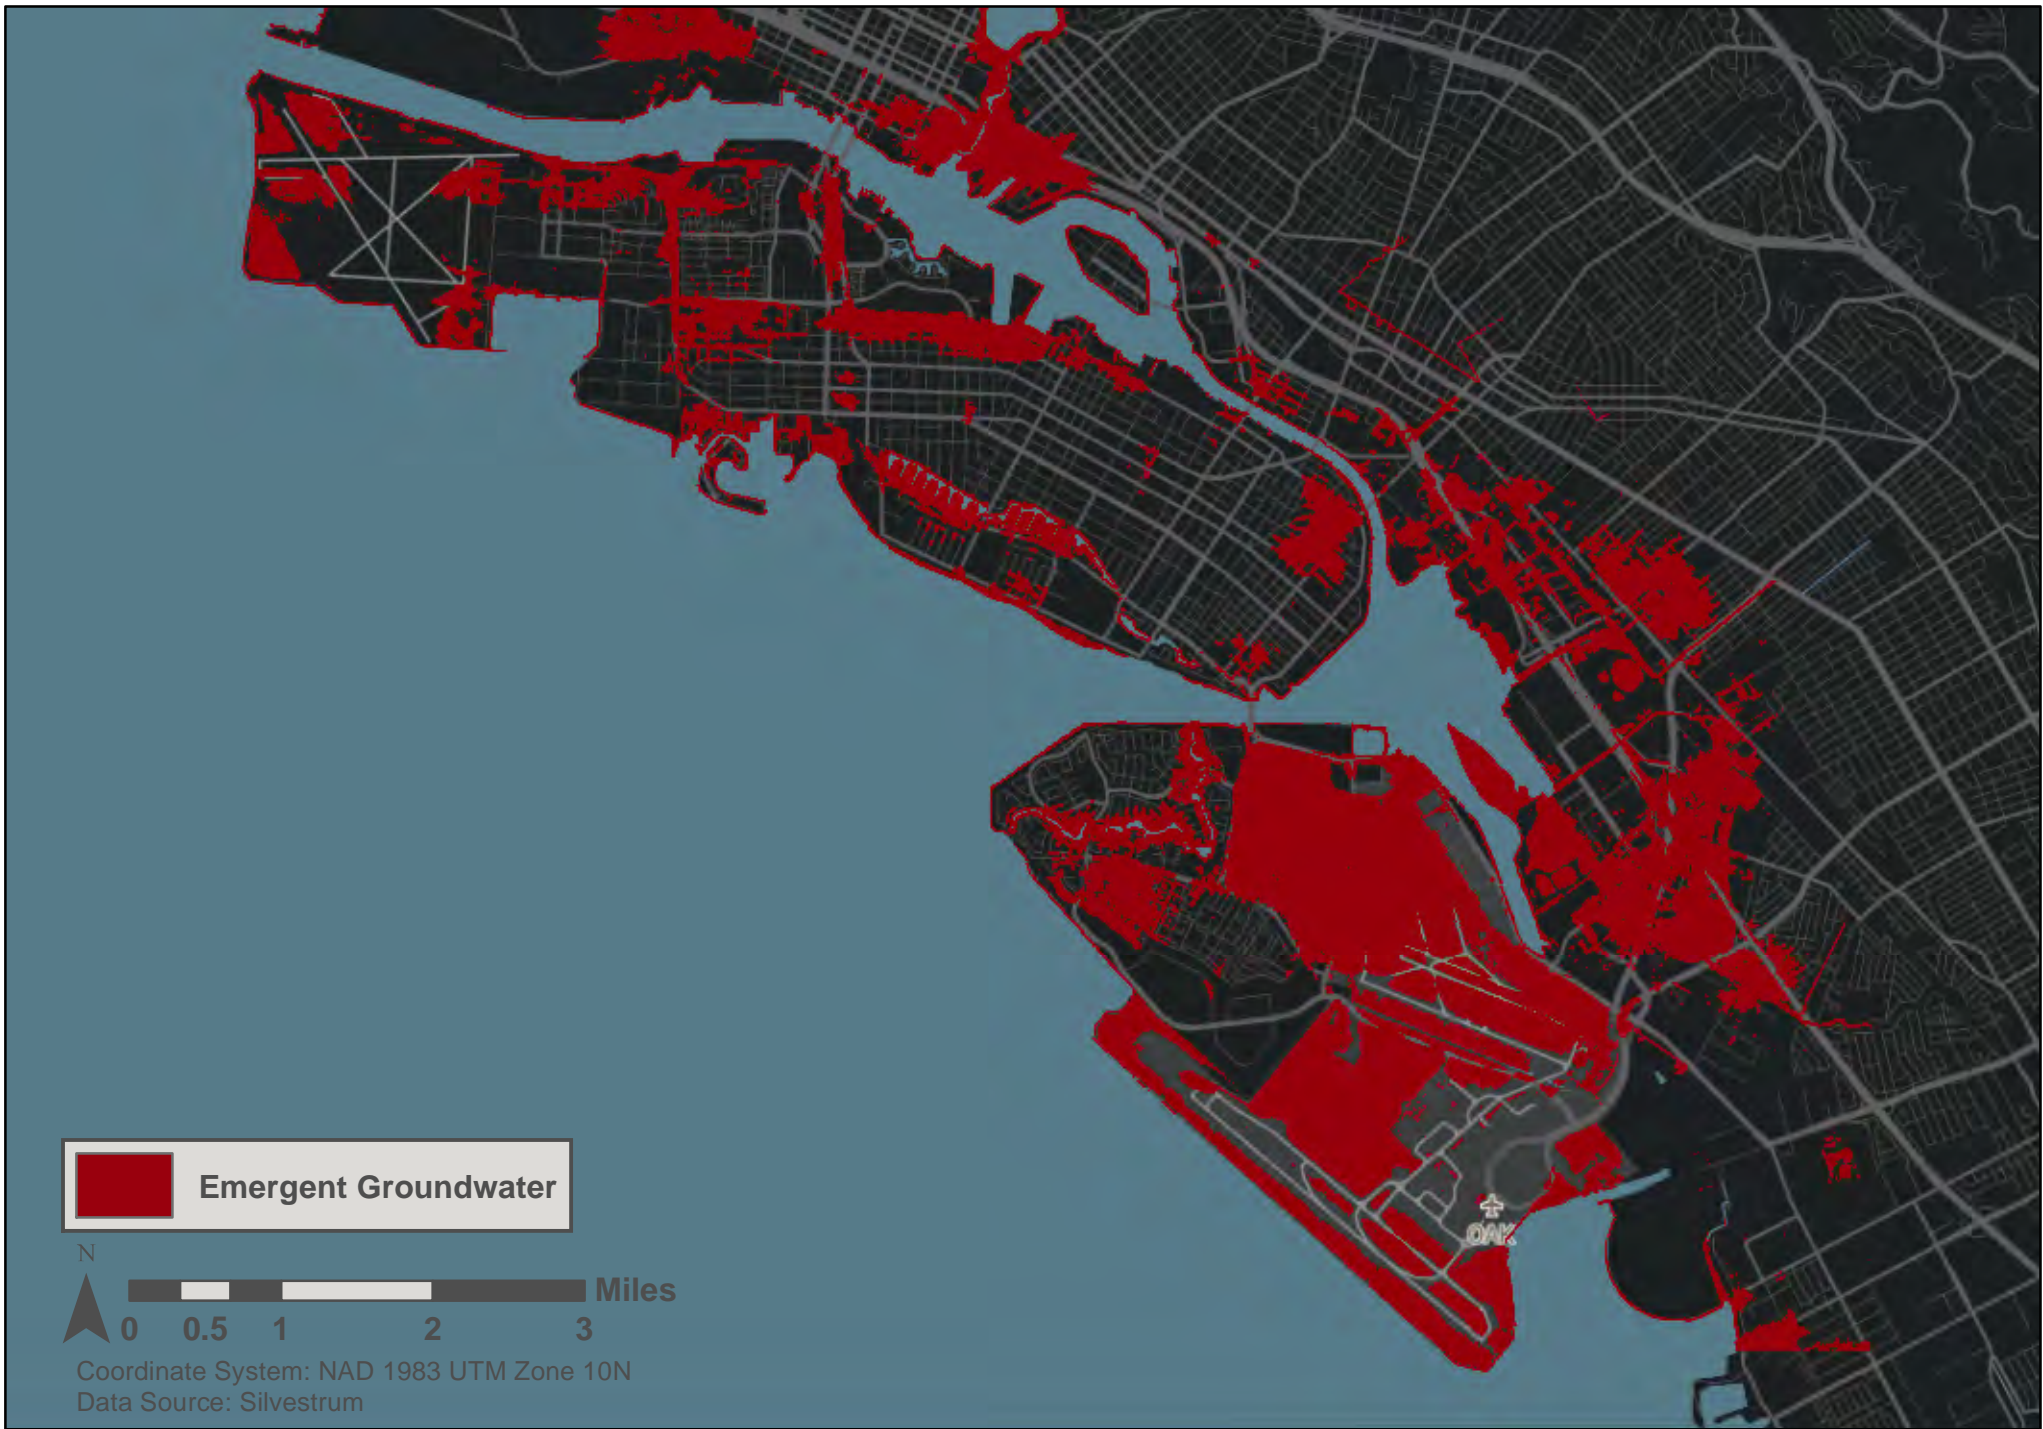 OAK
Emergent Groundwater
N
Miles
0 0.5 1 2 3
Coordinate System: NAD 1983 UTM Zone 10N
Data Source: Silvestrum